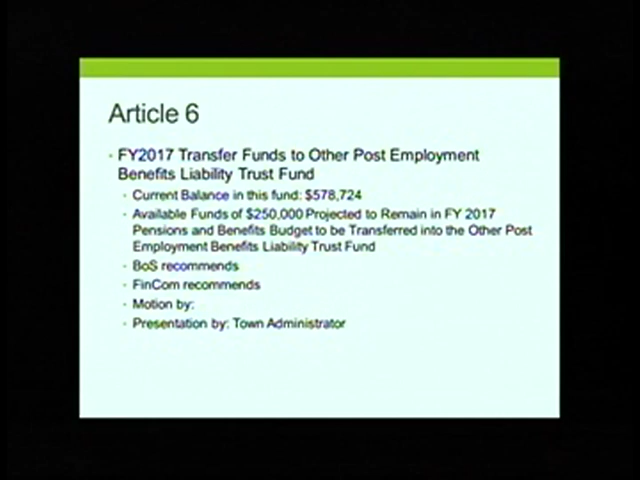 Article 6
FY2017 Transfer Funds to Other Post Employment
Benefits Liability Trust Fund
Current Balance in this fund: $578,724
Available Funds of $250,000 Projected to Remain in FY 2017
Pensions and Benefits Budget to be Transferred into the Other Post
Employment Benefits Liability Trust Fund
BoS recommends
FinCom recommends
Motion by:
Presentation by: Town Administrator